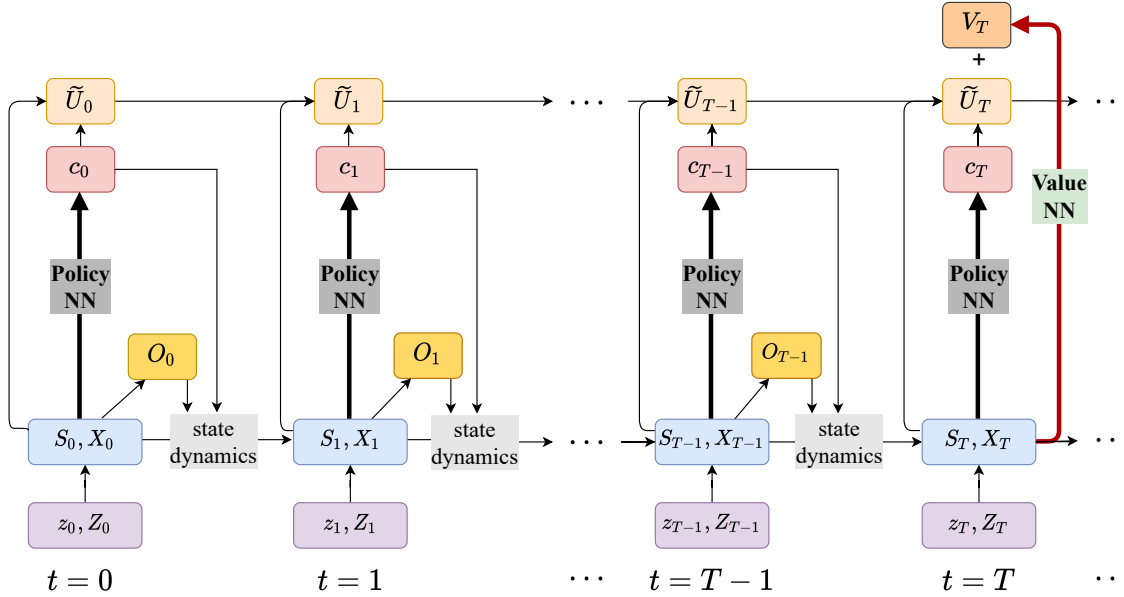 V_T
+
Ũ_0 Ũ_1 ··· Ũ_{T−1} Ũ_T ··
c_0 c_1 c_{T−1} c_T
Value
NN
Policy
NN
Policy
NN
Policy
NN
Policy
NN
O_0 O_1 O_{T−1}
S_0, X_0
state
dynamics
S_1, X_1
state
dynamics
···
S_{T−1}, X_{T−1}
state
dynamics
S_T, X_T
··
z_0, Z_0 z_1, Z_1 z_{T−1}, Z_{T−1} z_T, Z_T
t = 0 t = 1 ··· t = T − 1 t = T ··